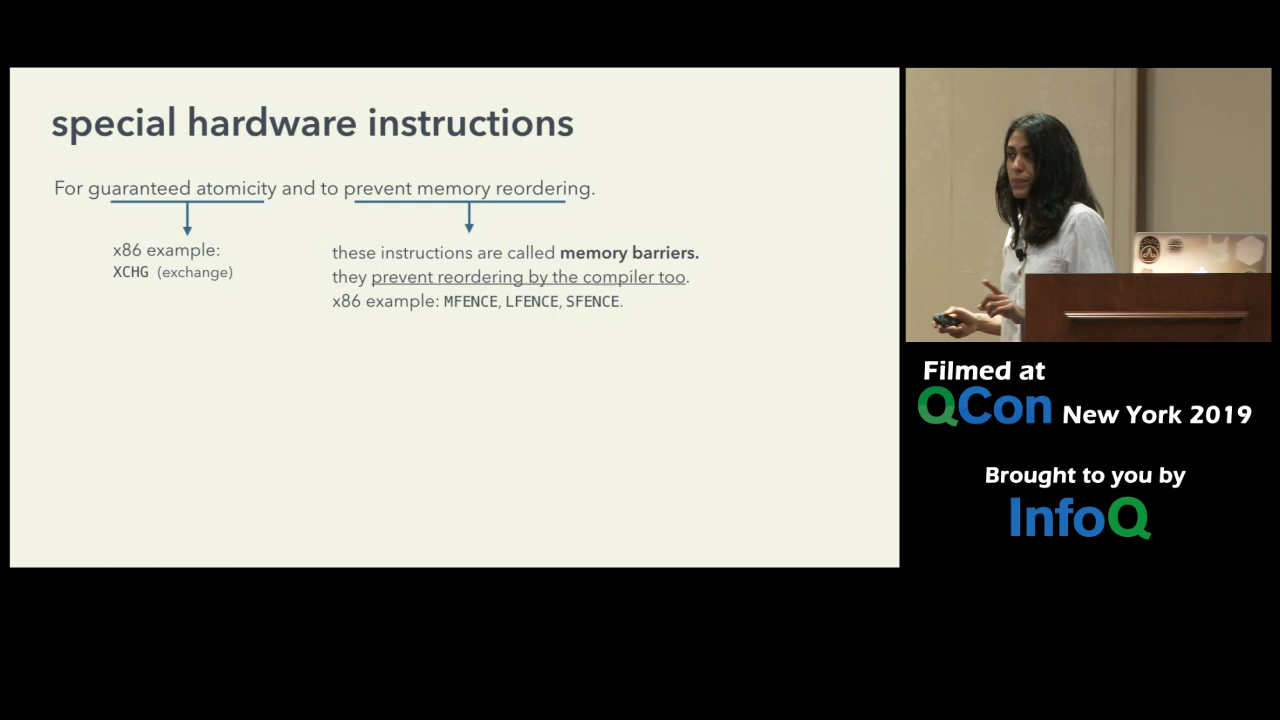 special hardware instructions
For guaranteed atomicity and to prevent memory reordering.
x86 example:
XCHG (exchange)
these instructions are called memory barriers.
they prevent reordering by the compiler too.
x86 example: MFENCE, LFENCE, SFENCE.
Filmed at
QCon New York 2019
Brought to you by
InfoQ